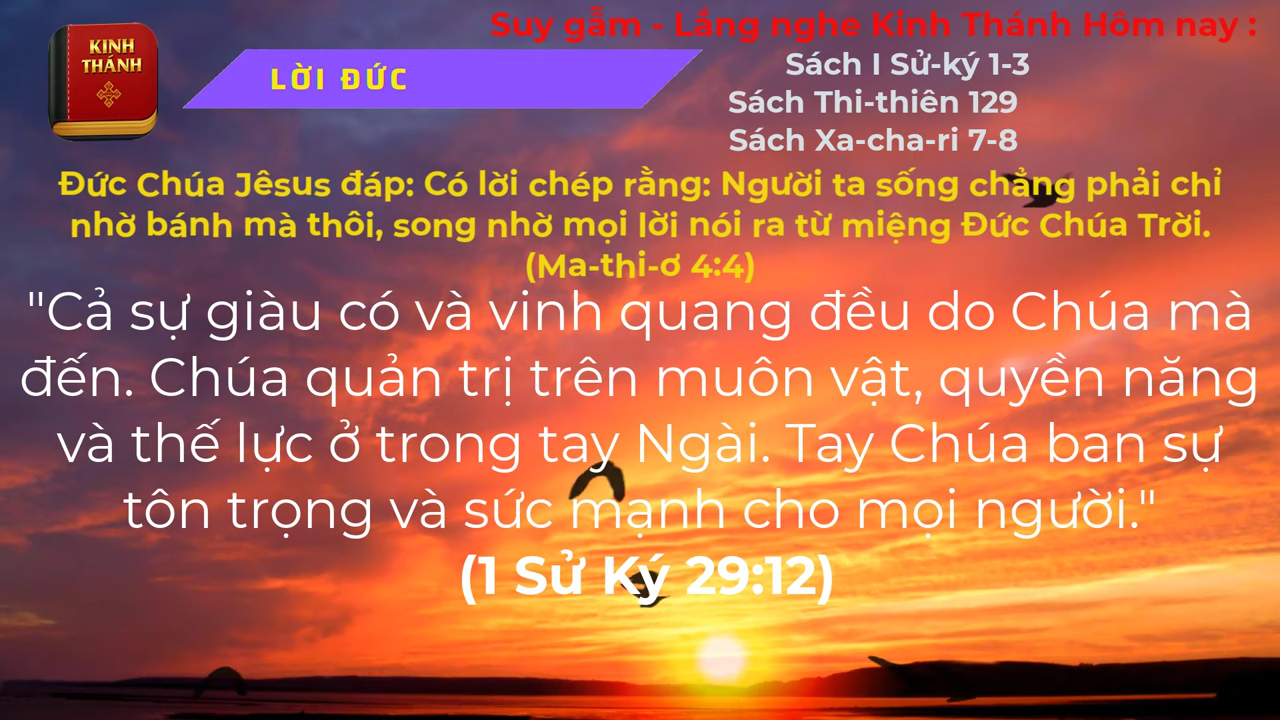 Suy gẫm - Lắng nghe Kinh Thánh Hôm nay :
KINH
THÁNH
LỜI ĐỨC
Sách I Sử-ký 1-3
Sách Thi-thiên 129
Sách Xa-cha-ri 7-8
Đức Chúa Jêsus đáp: Có lời chép rằng: Người ta sống chẳng phải chỉ
nhờ bánh mà thôi, song nhờ mọi lời nói ra từ miệng Đức Chúa Trời.
(Ma-thi-ơ 4:4)
"Cả sự giàu có và vinh quang đều do Chúa mà
đến. Chúa quản trị trên muôn vật, quyền năng
và thế lực ở trong tay Ngài. Tay Chúa ban sự
tôn trọng và sức mạnh cho mọi người."
(1 Sử Ký 29:12)